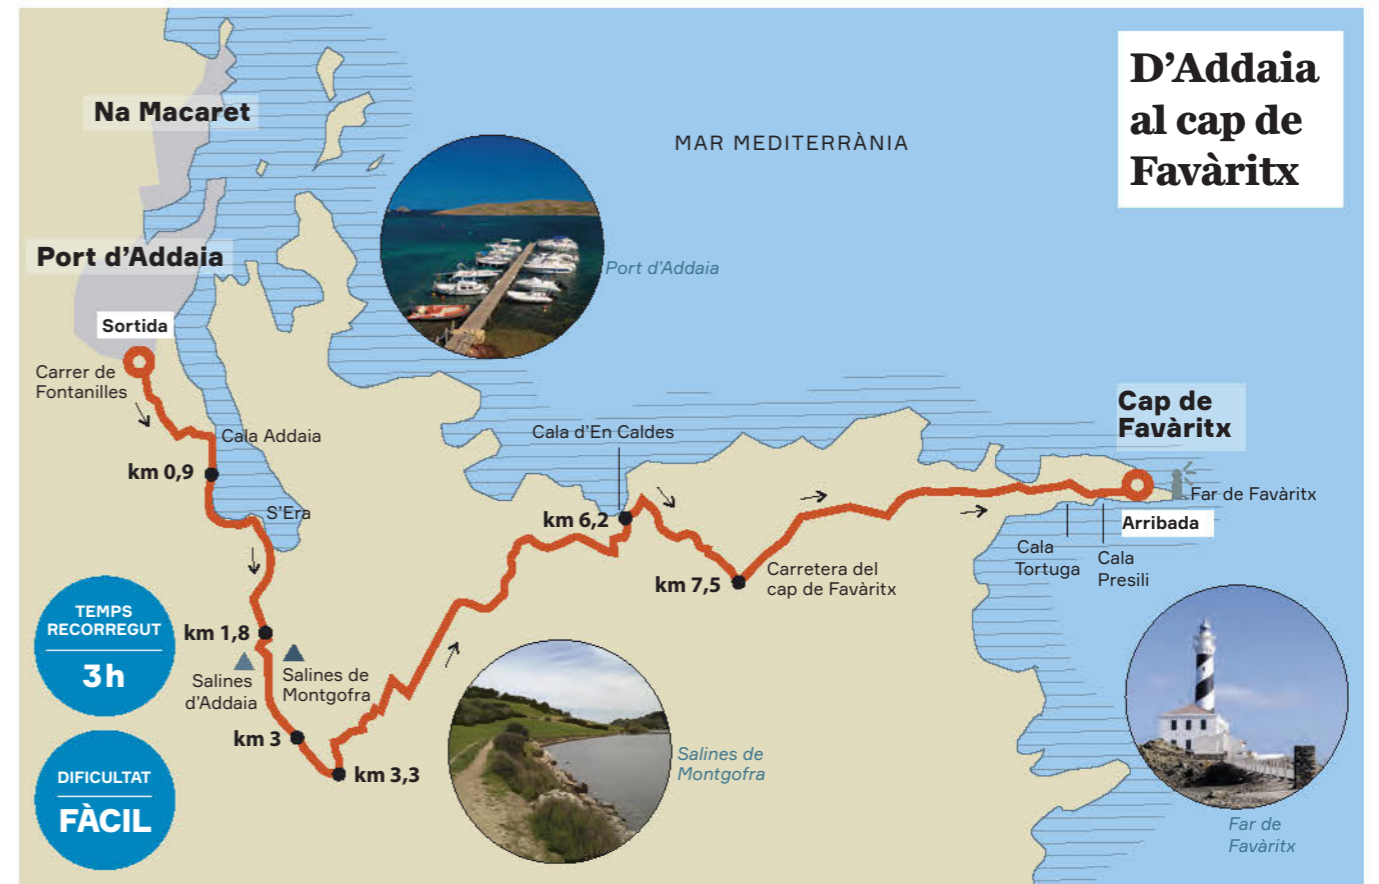 D’Addaia
al cap de
Favàritx
Na Macaret
MAR MEDITERRÀNIA
Port d’Addaia
Port d’Addaia
Sortida
Carrer de
Fontanilles
Cala Addaia
km 0,9
S’Era
Cala d’En Caldes
Cap de
Favàritx
Far de Favàritx
Arribada
km 6,2
Cala
Tortuga
Cala
Presili
km 7,5
Carretera del
cap de Favàritx
TEMPS
RECORREGUT
3h
km 1,8
Salines
d’Addaia
Salines de
Montgofra
km 3
km 3,3
Salines de
Montgofra
DIFICULTAT
FÀCIL
Far de
Favàritx